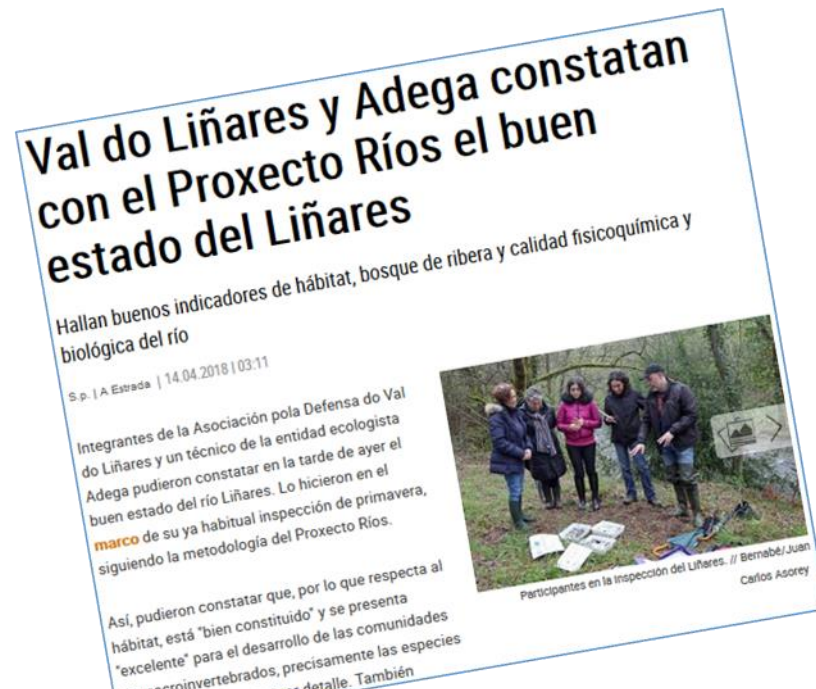 Val do Liñares y Adega constatan
con el Proxecto Ríos el buen
estado del Liñares
Hallan buenos indicadores de hábitat, bosque de ribera y calidad fisicoquímica y
biológica del río
S.p. | A Estrada | 14.04.2018 | 03:11
Integrantes de la Asociación pola Defensa do Val
do Liñares y un técnico de la entidad ecologista
Adega pudieron constatar en la tarde de ayer el
buen estado del río Liñares. Lo hicieron en el
marco de su ya habitual inspección de primavera,
siguiendo la metodología del Proxecto Ríos.
Participantes en la inspección del Liñares. // Bernabé/Juan
Carlos Asorey
Así, pudieron constatar que, por lo que respecta al
hábitat, está "bien constituido" y se presenta
"excelente" para el desarrollo de las comunidades
macroinvertebrados, precisamente las especies
detalle. También